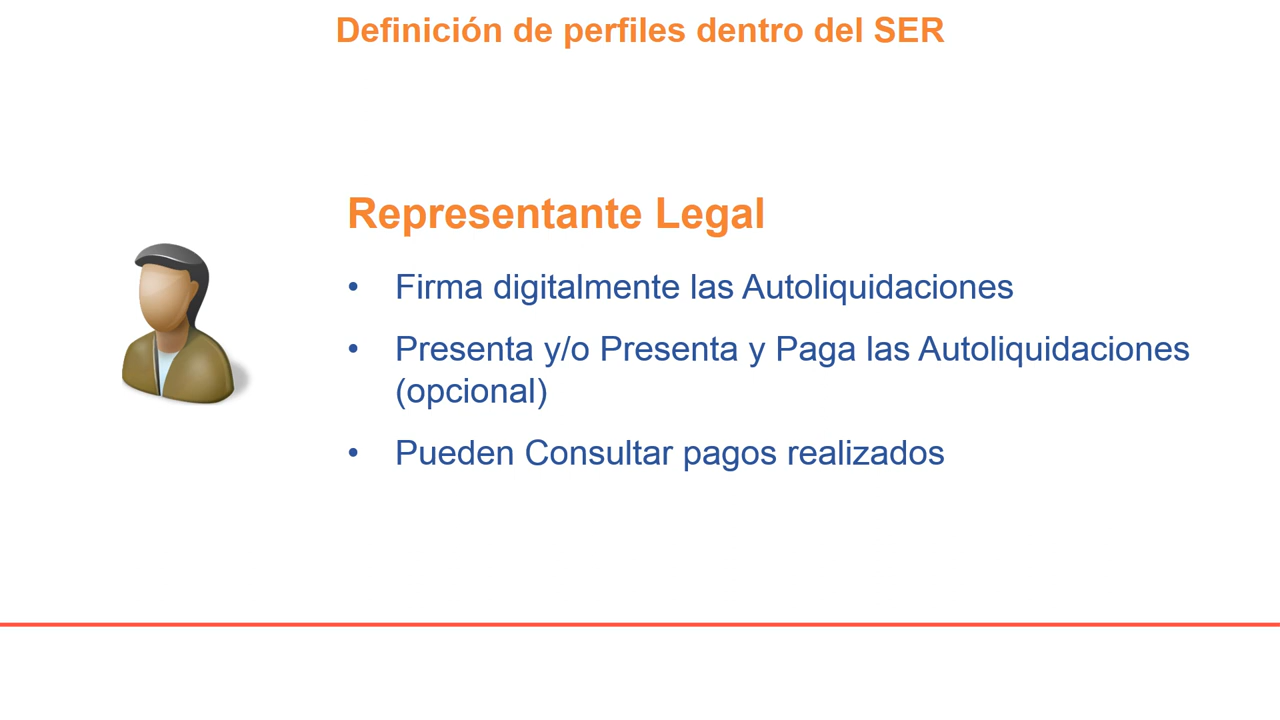 Definición de perfiles dentro del SER
Representante Legal
• Firma digitalmente las Autoliquidaciones
• Presenta y/o Presenta y Paga las Autoliquidaciones
(opcional)
• Pueden Consultar pagos realizados